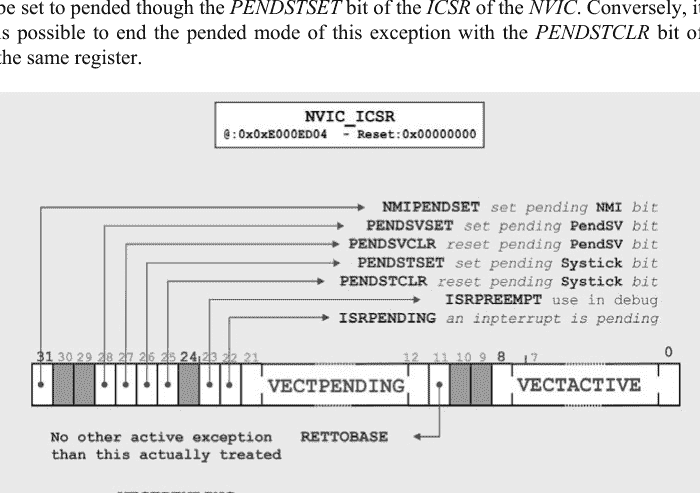 be set to pended though the PENDSTSET bit of the ICSR of the NVIC. Conversely, it
is possible to end the pended mode of this exception with the PENDSTCLR bit of
the same register.
NVIC_ICSR
@:0x0xE000ED04 - Reset:0x00000000
NMIPENDSET set pending NMI bit
PENDSVSET set pending PendSV bit
PENDSVCLR reset pending PendSV bit
PENDSTSET set pending Systick bit
PENDSTCLR reset pending Systick bit
ISRPREEMPT use in debug
ISRPENDING an inpterrupt is pending
31 30 29 28 27 26 25 24 23 22 21 12 11 10 9 8 7 0
VECTPENDING VECTACTIVE
No other active exception RETTOBASE
than this actually treated